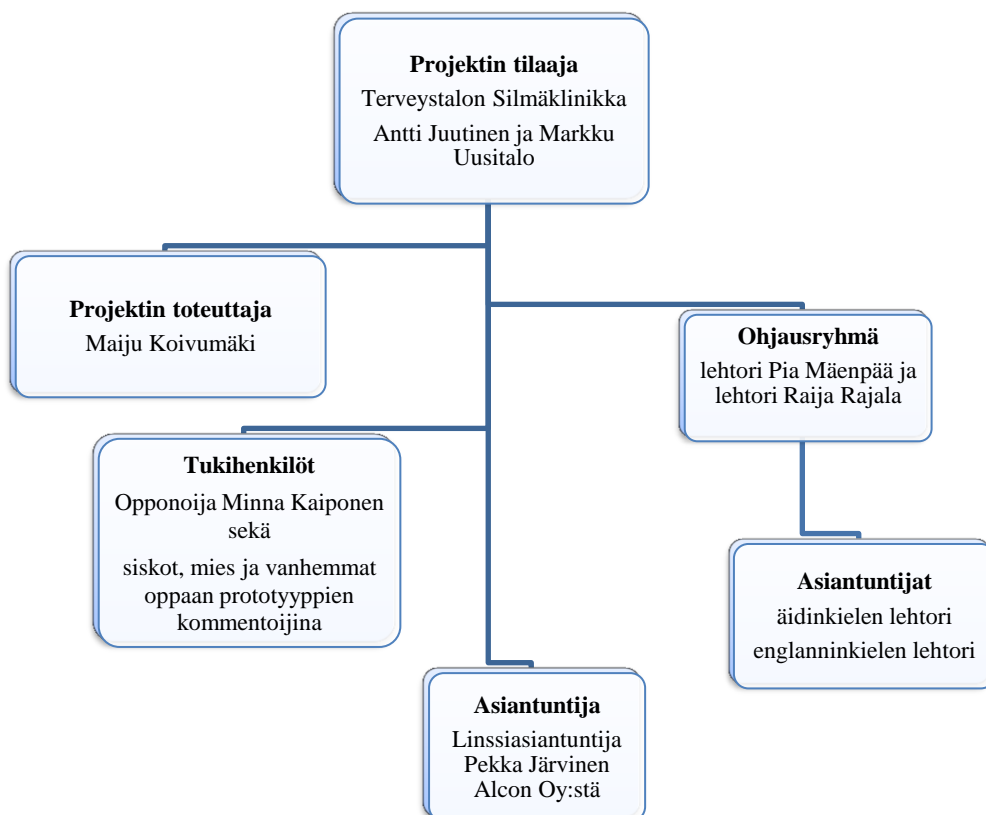 Projektin tilaaja
Terveystalon Silmäklinikka
Antti Juutinen ja Markku
Uusitalo
Projektin toteuttaja
Maiju Koivumäki
Ohjausryhmä
lehtori Pia Mäenpää ja
lehtori Raija Rajala
Tukihenkilöt
Opponoija Minna Kaiponen
sekä
siskot, mies ja vanhemmat
oppaan prototyyppien
kommentoijina
Asiantuntijat
äidinkielen lehtori
englanninkielen lehtori
Asiantuntija
Linssiasiantuntija
Pekka Järvinen
Alcon Oy:stä